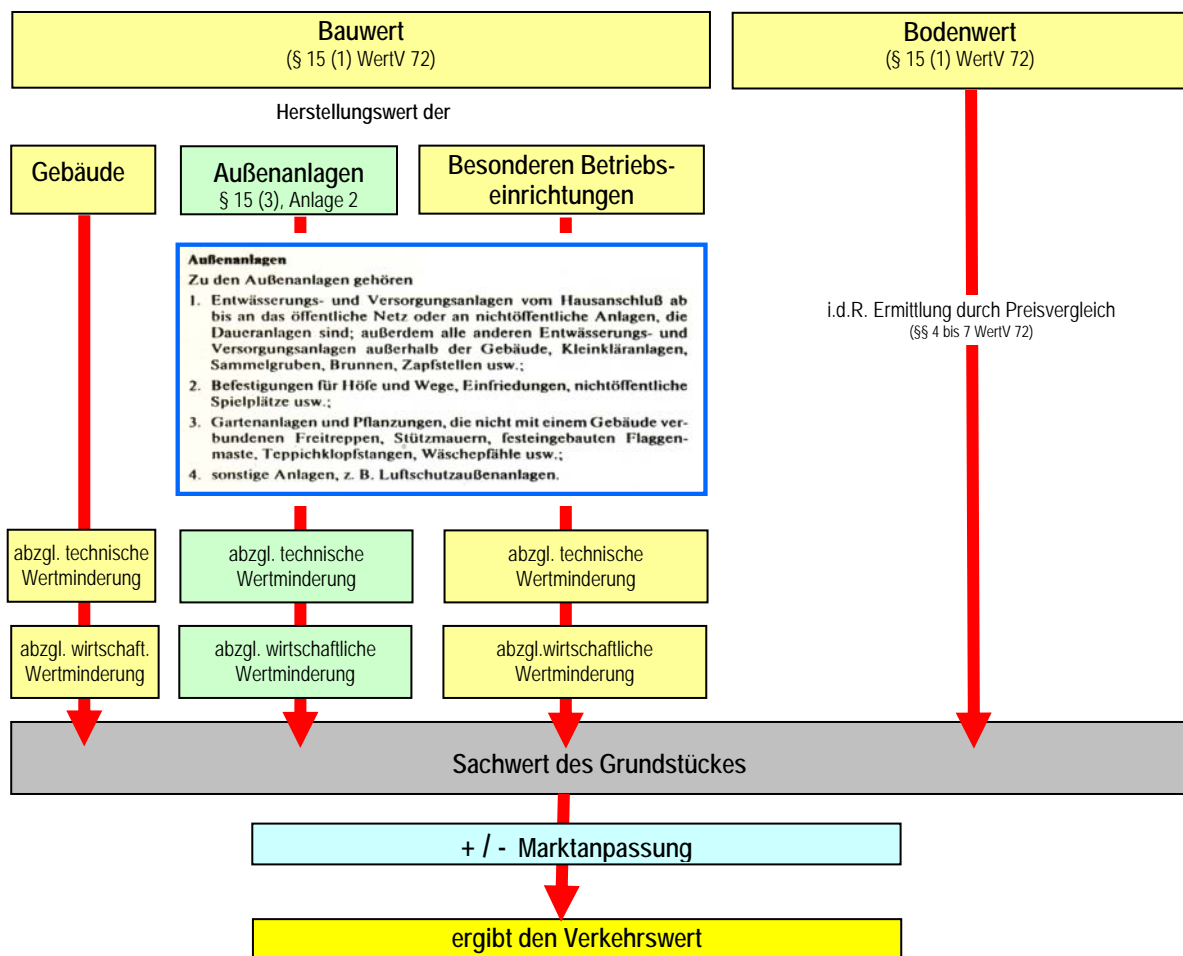 Bauwert
(§ 15 (1) WertV 72)
Bodenwert
(§ 15 (1) WertV 72)
Herstellungswert der
Gebäude
Außenanlagen
§ 15 (3), Anlage 2
Besonderen Betriebs-
einrichtungen
Außenanlagen
Zu den Außenanlagen gehören
1. Entwässerungs- und Versorgungsanlagen vom Hausanschluß ab
bis an das öffentliche Netz oder an nichtöffentliche Anlagen, die
Daueranlagen sind; außerdem alle anderen Entwässerungs- und
Versorgungsanlagen außerhalb der Gebäude, Kleinkläranlagen,
Sammelgruben, Brunnen, Zapfstellen usw.;
2. Befestigungen für Höfe und Wege, Einfriedungen, nichtöffentliche
Spielplätze usw.;
3. Gartenanlagen und Pflanzungen, die nicht mit einem Gebäude ver-
bundenen Freitreppen, Stützmauern, festeingebauten Flaggen-
maste, Teppichklopfstangen, Wäschepfähle usw.;
4. sonstige Anlagen, z. B. Luftschutzaußenanlagen.
i.d.R. Ermittlung durch Preisvergleich
(§§ 4 bis 7 WertV 72)
abzgl. technische
Wertminderung
abzgl. technische
Wertminderung
abzgl. technische
Wertminderung
abzgl. wirtschaft.
Wertminderung
abzgl. wirtschaftliche
Wertminderung
abzgl.wirtschaftliche
Wertminderung
Sachwert des Grundstückes
+ / - Marktanpassung
ergibt den Verkehrswert